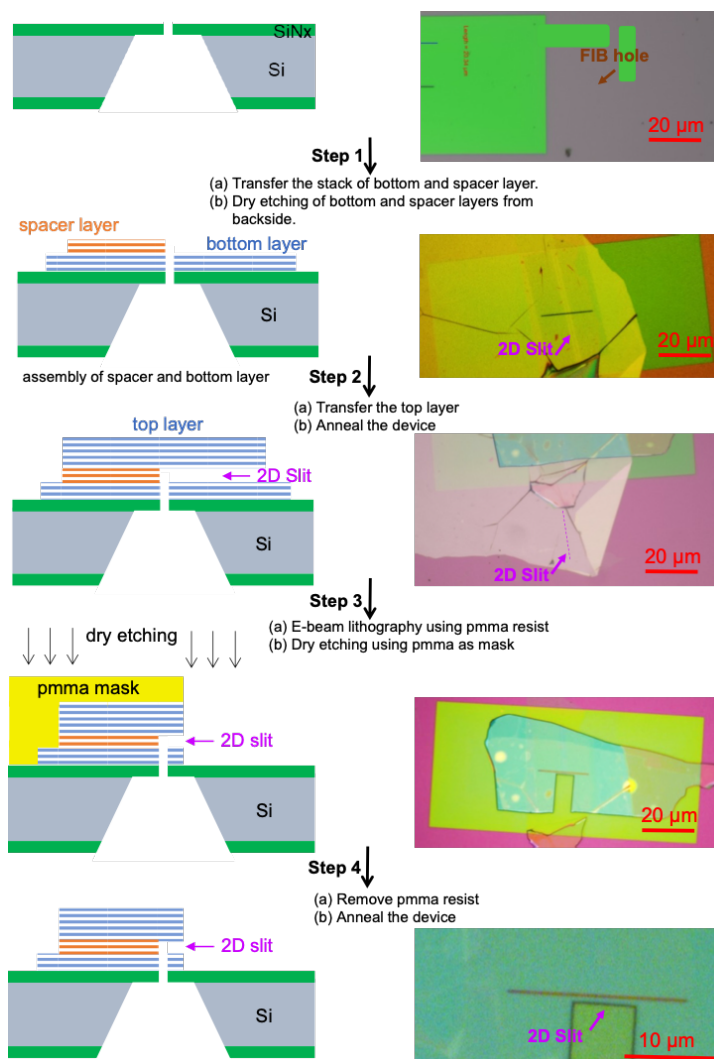 SiNx
Si
Length = 25.34 µm
FIB hole
20 µm
Step 1
(a) Transfer the stack of bottom and spacer layer.
(b) Dry etching of bottom and spacer layers from
backside.
spacer layer
bottom layer
Si
2D Slit
20 µm
assembly of spacer and bottom layer
Step 2
(a) Transfer the top layer
(b) Anneal the device
top layer
2D Slit
Si
2D Slit
20 µm
Step 3
(a) E-beam lithography using pmma resist
(b) Dry etching using pmma as mask
dry etching
pmma mask
2D slit
Si
20 µm
Step 4
(a) Remove pmma resist
(b) Anneal the device
2D slit
Si
2D Slit
10 µm